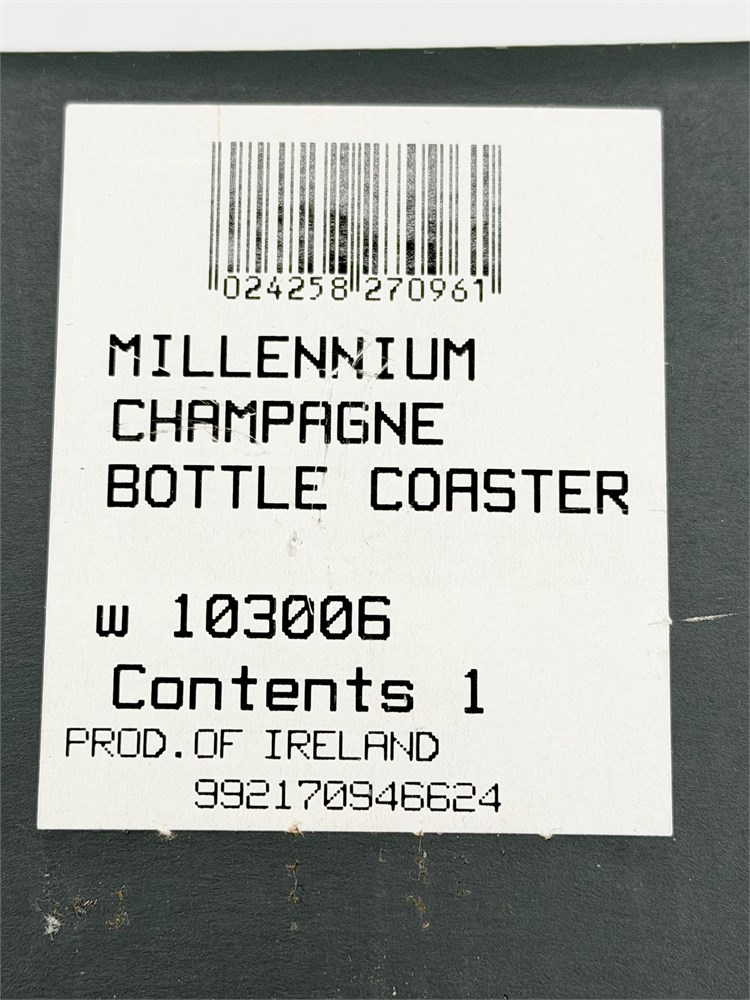 024258 270961
MILLENNIUM
CHAMPAGNE
BOTTLE COASTER
w 103006
Contents 1
PROD.OF IRELAND
992170946624